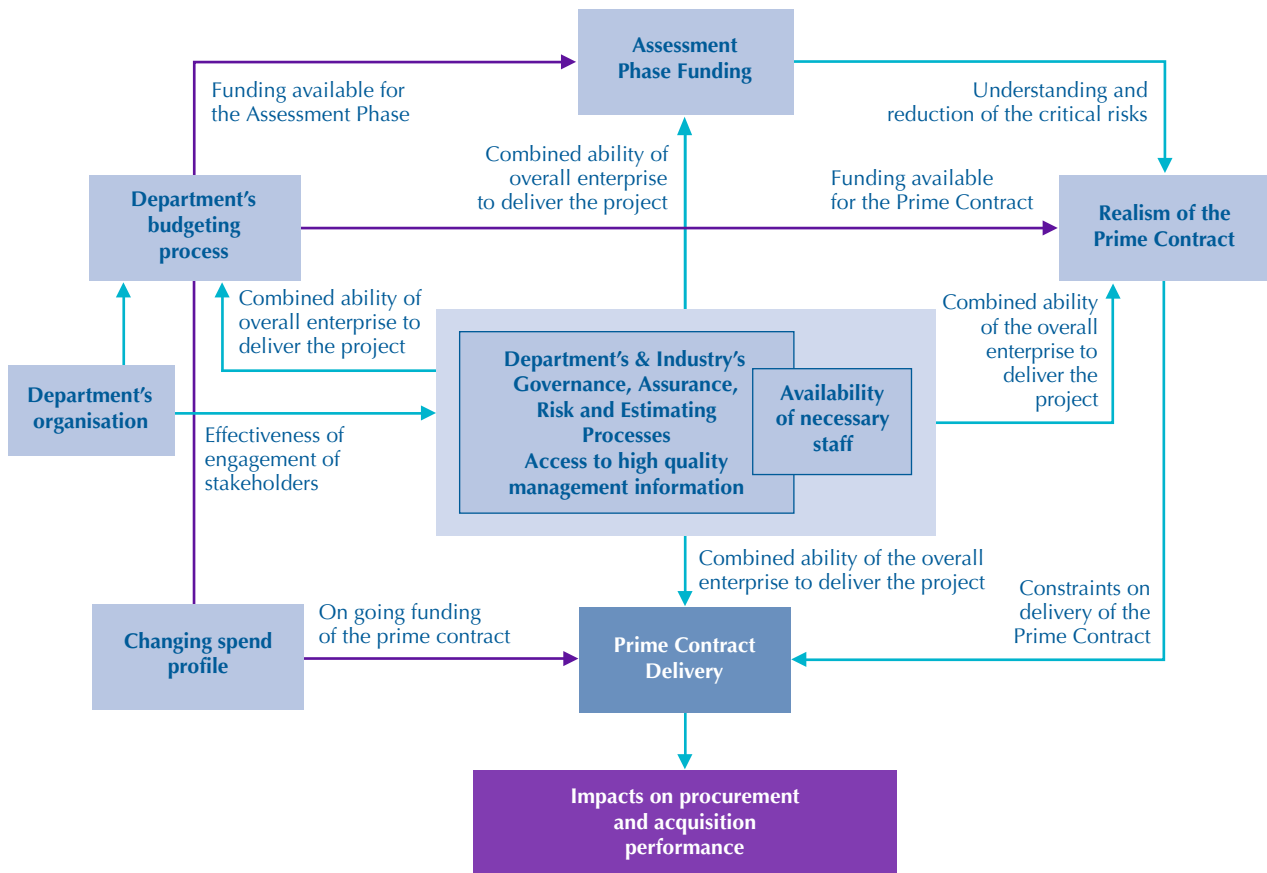 Assessment
Phase Funding
Funding available for
the Assessment Phase
Understanding and
reduction of the critical risks
Combined ability of
overall enterprise
to deliver the project
Funding available
for the Prime Contract
Department’s
budgeting
process
Realism of the
Prime Contract
Combined ability of
overall enterprise to
deliver the project
Combined ability
of the overall
enterprise to
deliver the
project
Department’s & Industry’s
Governance, Assurance,
Risk and Estimating
Processes
Access to high quality
management information
Availability
of necessary
staff
Department’s
organisation
Effectiveness of
engagement of
stakeholders
Combined ability of the overall
enterprise to deliver the project
Constraints on
delivery of the
Prime Contract
Changing spend
profile
On going funding
of the prime contract
Prime Contract
Delivery
Impacts on procurement
and acquisition
performance